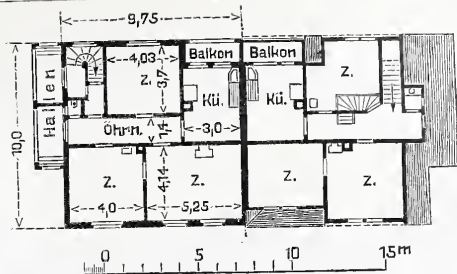 9,75
Balkon Balkon
4,03
Z.
3,7
Z.
Hallen
10,0
Kü.
Kü.
Öhrn.
1,4
3,0
Z.
4,0
4,14
Z.
5,25
Z.
Z.
0 5 10 15 m